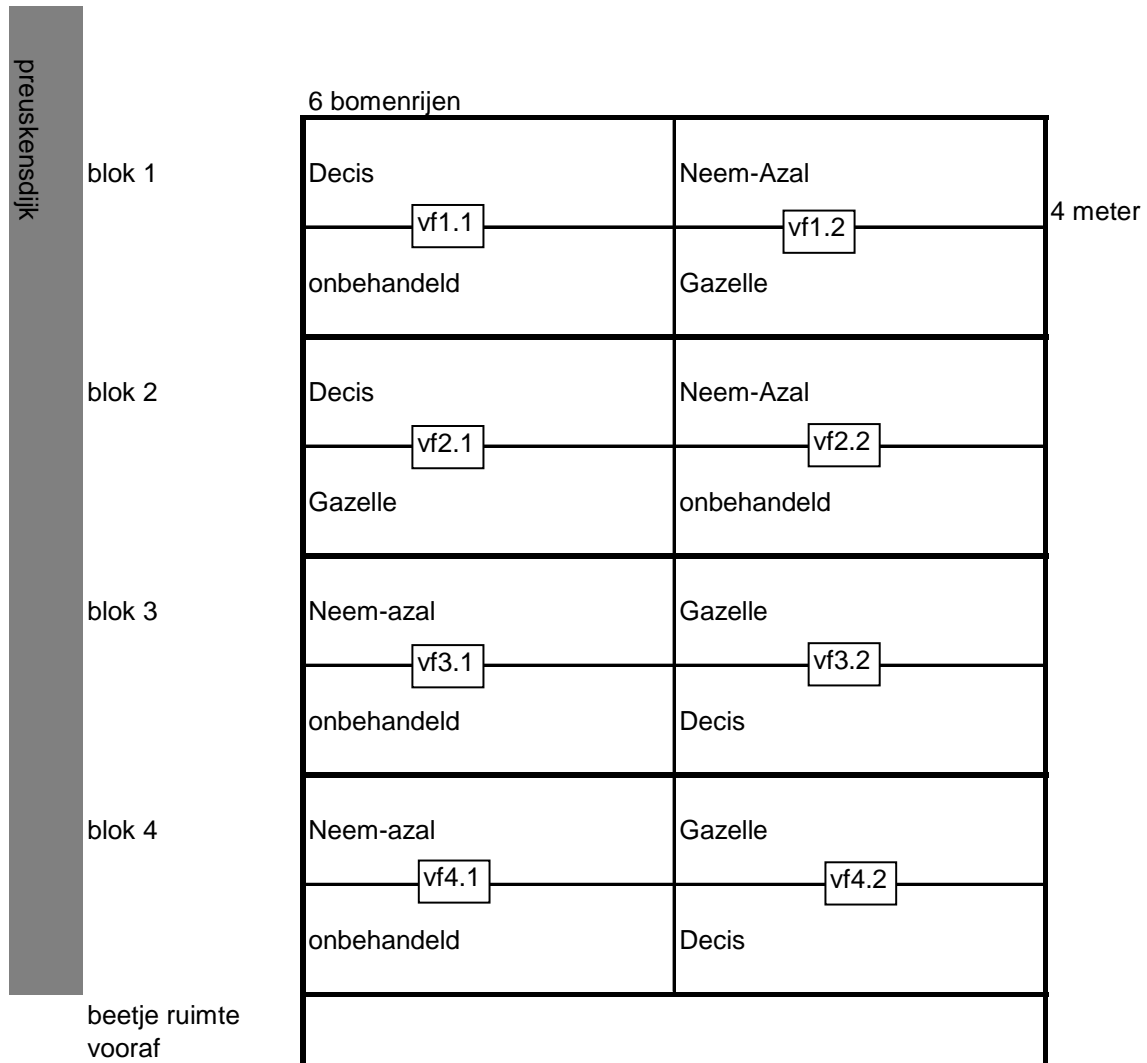 preuskensdijk
6 bomenrijen
blok 1
Decis
Neem-Azal
4 meter
vf1.1
vf1.2
onbehandeld
Gazelle
blok 2
Decis
Neem-Azal
vf2.1
vf2.2
Gazelle
onbehandeld
blok 3
Neem-azal
Gazelle
vf3.1
vf3.2
onbehandeld
Decis
blok 4
Neem-azal
Gazelle
vf4.1
vf4.2
onbehandeld
Decis
beetje ruimte
vooraf